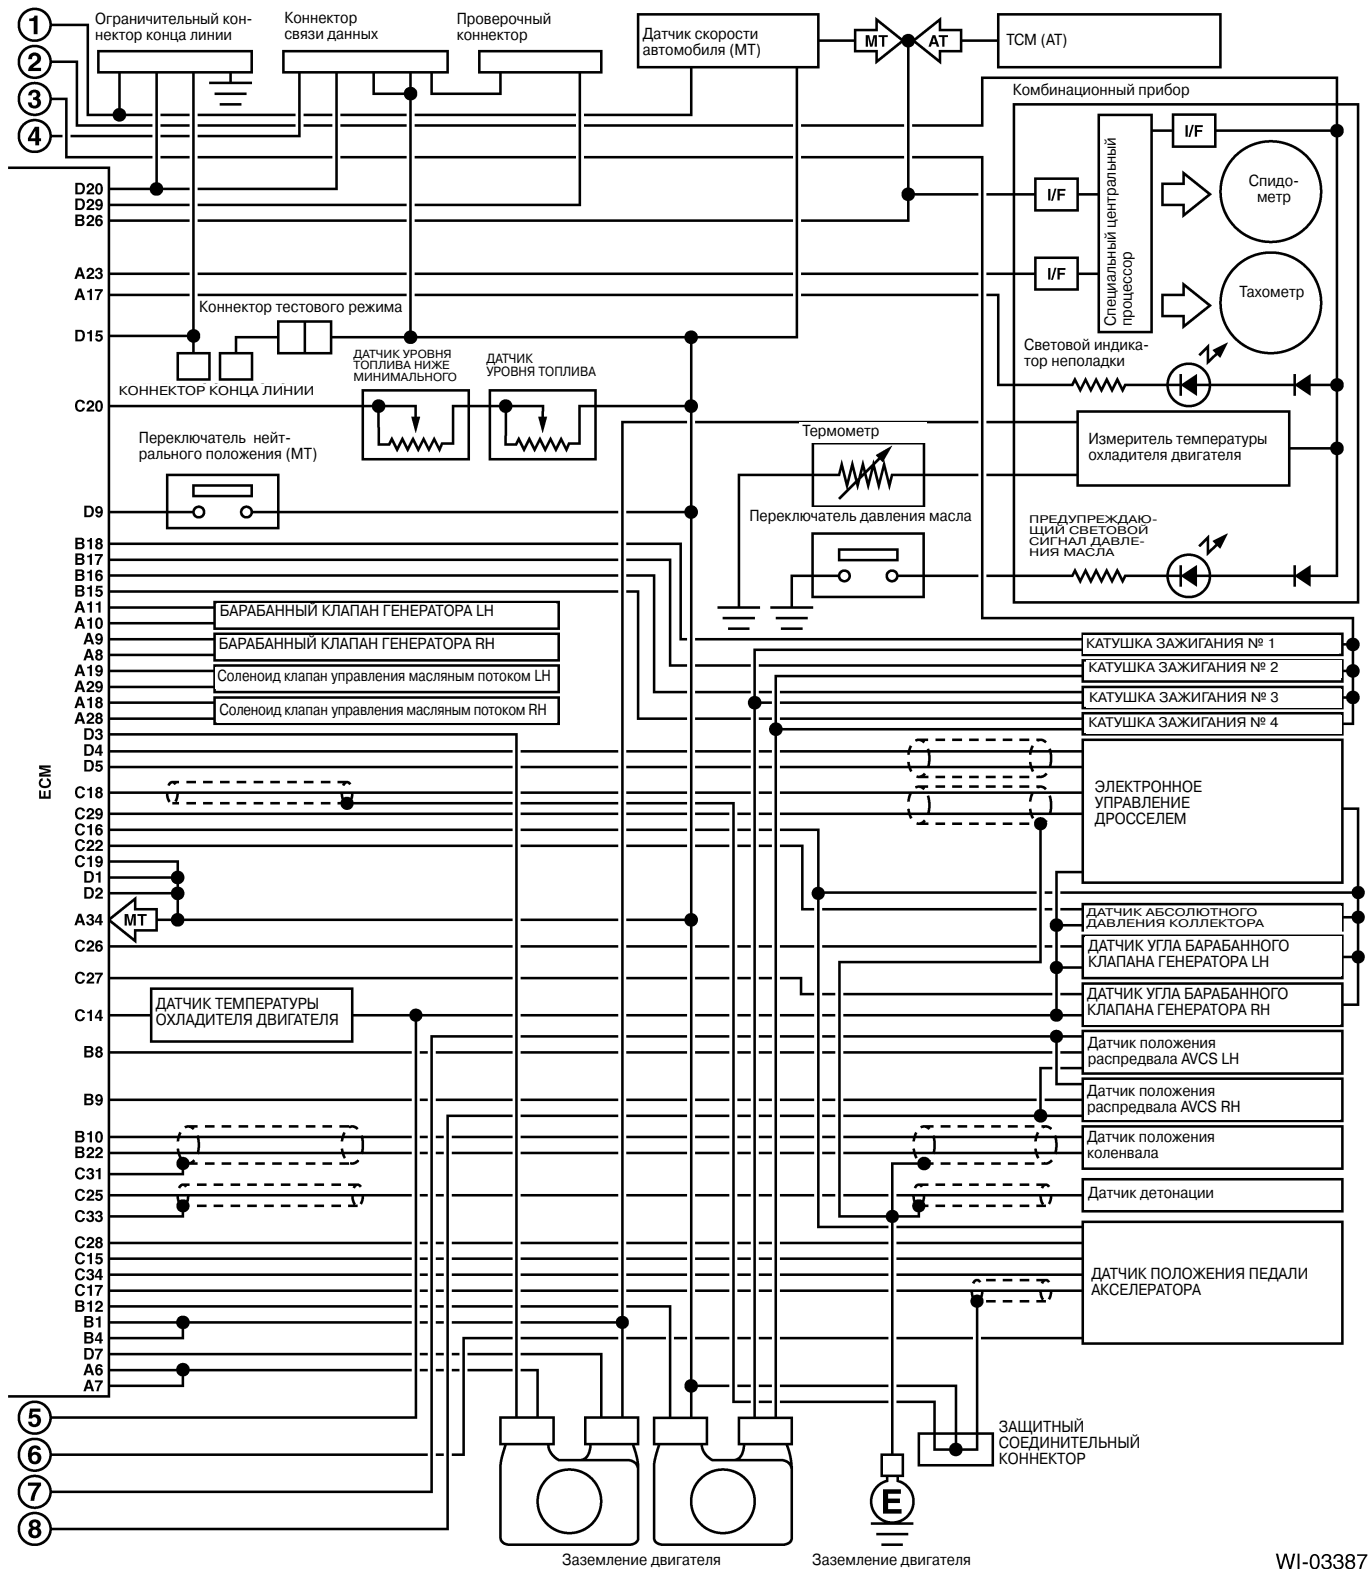 1
Ограничительный кон-
нектор конца линии
Коннектор
связи данных
Проверочный
коннектор
Датчик скорости
автомобиля (МТ)
MT
AT
TCM (AT)
2
3
4
Комбинационный прибор
I/F
Специальный центральный
процессор
I/F
Спидо-
метр
I/F
Тахометр
D20
D29
B26
A23
A17
Коннектор тестового режима
D15
КОННЕКТОР КОНЦА ЛИНИИ
ДАТЧИК УРОВНЯ
ТОПЛИВА НИЖЕ
МИНИМАЛЬНОГО
ДАТЧИК
УРОВНЯ ТОПЛИВА
Световой индика-
тор неполадки
C20
Переключатель нейт-
рального положения (МТ)
Термометр
Измеритель температуры
охладителя двигателя
D9
Переключатель давления масла
ПРЕДУПРЕЖДАЮ-
ЩИЙ СВЕТОВОЙ
СИГНАЛ ДАВЛЕ-
НИЯ МАСЛА
B18
B17
B16
B15
A11
A10
БАРАБАННЫЙ КЛАПАН ГЕНЕРАТОРА LH
A9
A8
БАРАБАННЫЙ КЛАПАН ГЕНЕРАТОРА RH
A19
A29
Соленоид клапан управления масляным потоком LH
A18
A28
Соленоид клапан управления масляным потоком RH
КАТУШКА ЗАЖИГАНИЯ № 1
КАТУШКА ЗАЖИГАНИЯ № 2
КАТУШКА ЗАЖИГАНИЯ № 3
КАТУШКА ЗАЖИГАНИЯ № 4
D3
D4
D5
ECM
C18
C29
C16
C22
C19
D1
D2
A34
MT
ЭЛЕКТРОННОЕ
УПРАВЛЕНИЕ
ДРОССЕЛЕМ
ДАТЧИК АБСОЛЮТНОГО
ДАВЛЕНИЯ КОЛЛЕКТОРА
C26
ДАТЧИК УГЛА БАРАБАННОГО
КЛАПАНА ГЕНЕРАТОРА LH
C27
ДАТЧИК УГЛА БАРАБАННОГО
КЛАПАНА ГЕНЕРАТОРА RH
C14
ДАТЧИК ТЕМПЕРАТУРЫ
ОХЛАДИТЕЛЯ ДВИГАТЕЛЯ
B8
Датчик положения
распредвала AVCS LH
B9
Датчик положения
распредвала AVCS RH
B10
B22
Датчик положения
коленвала
C31
C25
Датчик детонации
C33
C28
C15
C34
C17
ДАТЧИК ПОЛОЖЕНИЯ ПЕДАЛИ
АКСЕЛЕРАТОРА
B12
B1
B4
D7
A6
A7
5
6
7
8
ЗАЩИТНЫЙ
СОЕДИНИТЕЛЬНЫЙ
КОННЕКТОР
E
Заземление двигателя
Заземление двигателя
WI-03387